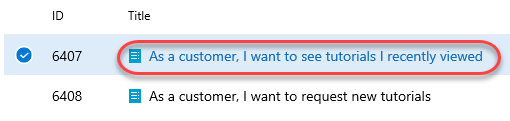 ID Title
6407 As a customer, I want to see tutorials I recently viewed
6408 As a customer, I want to request new tutorials